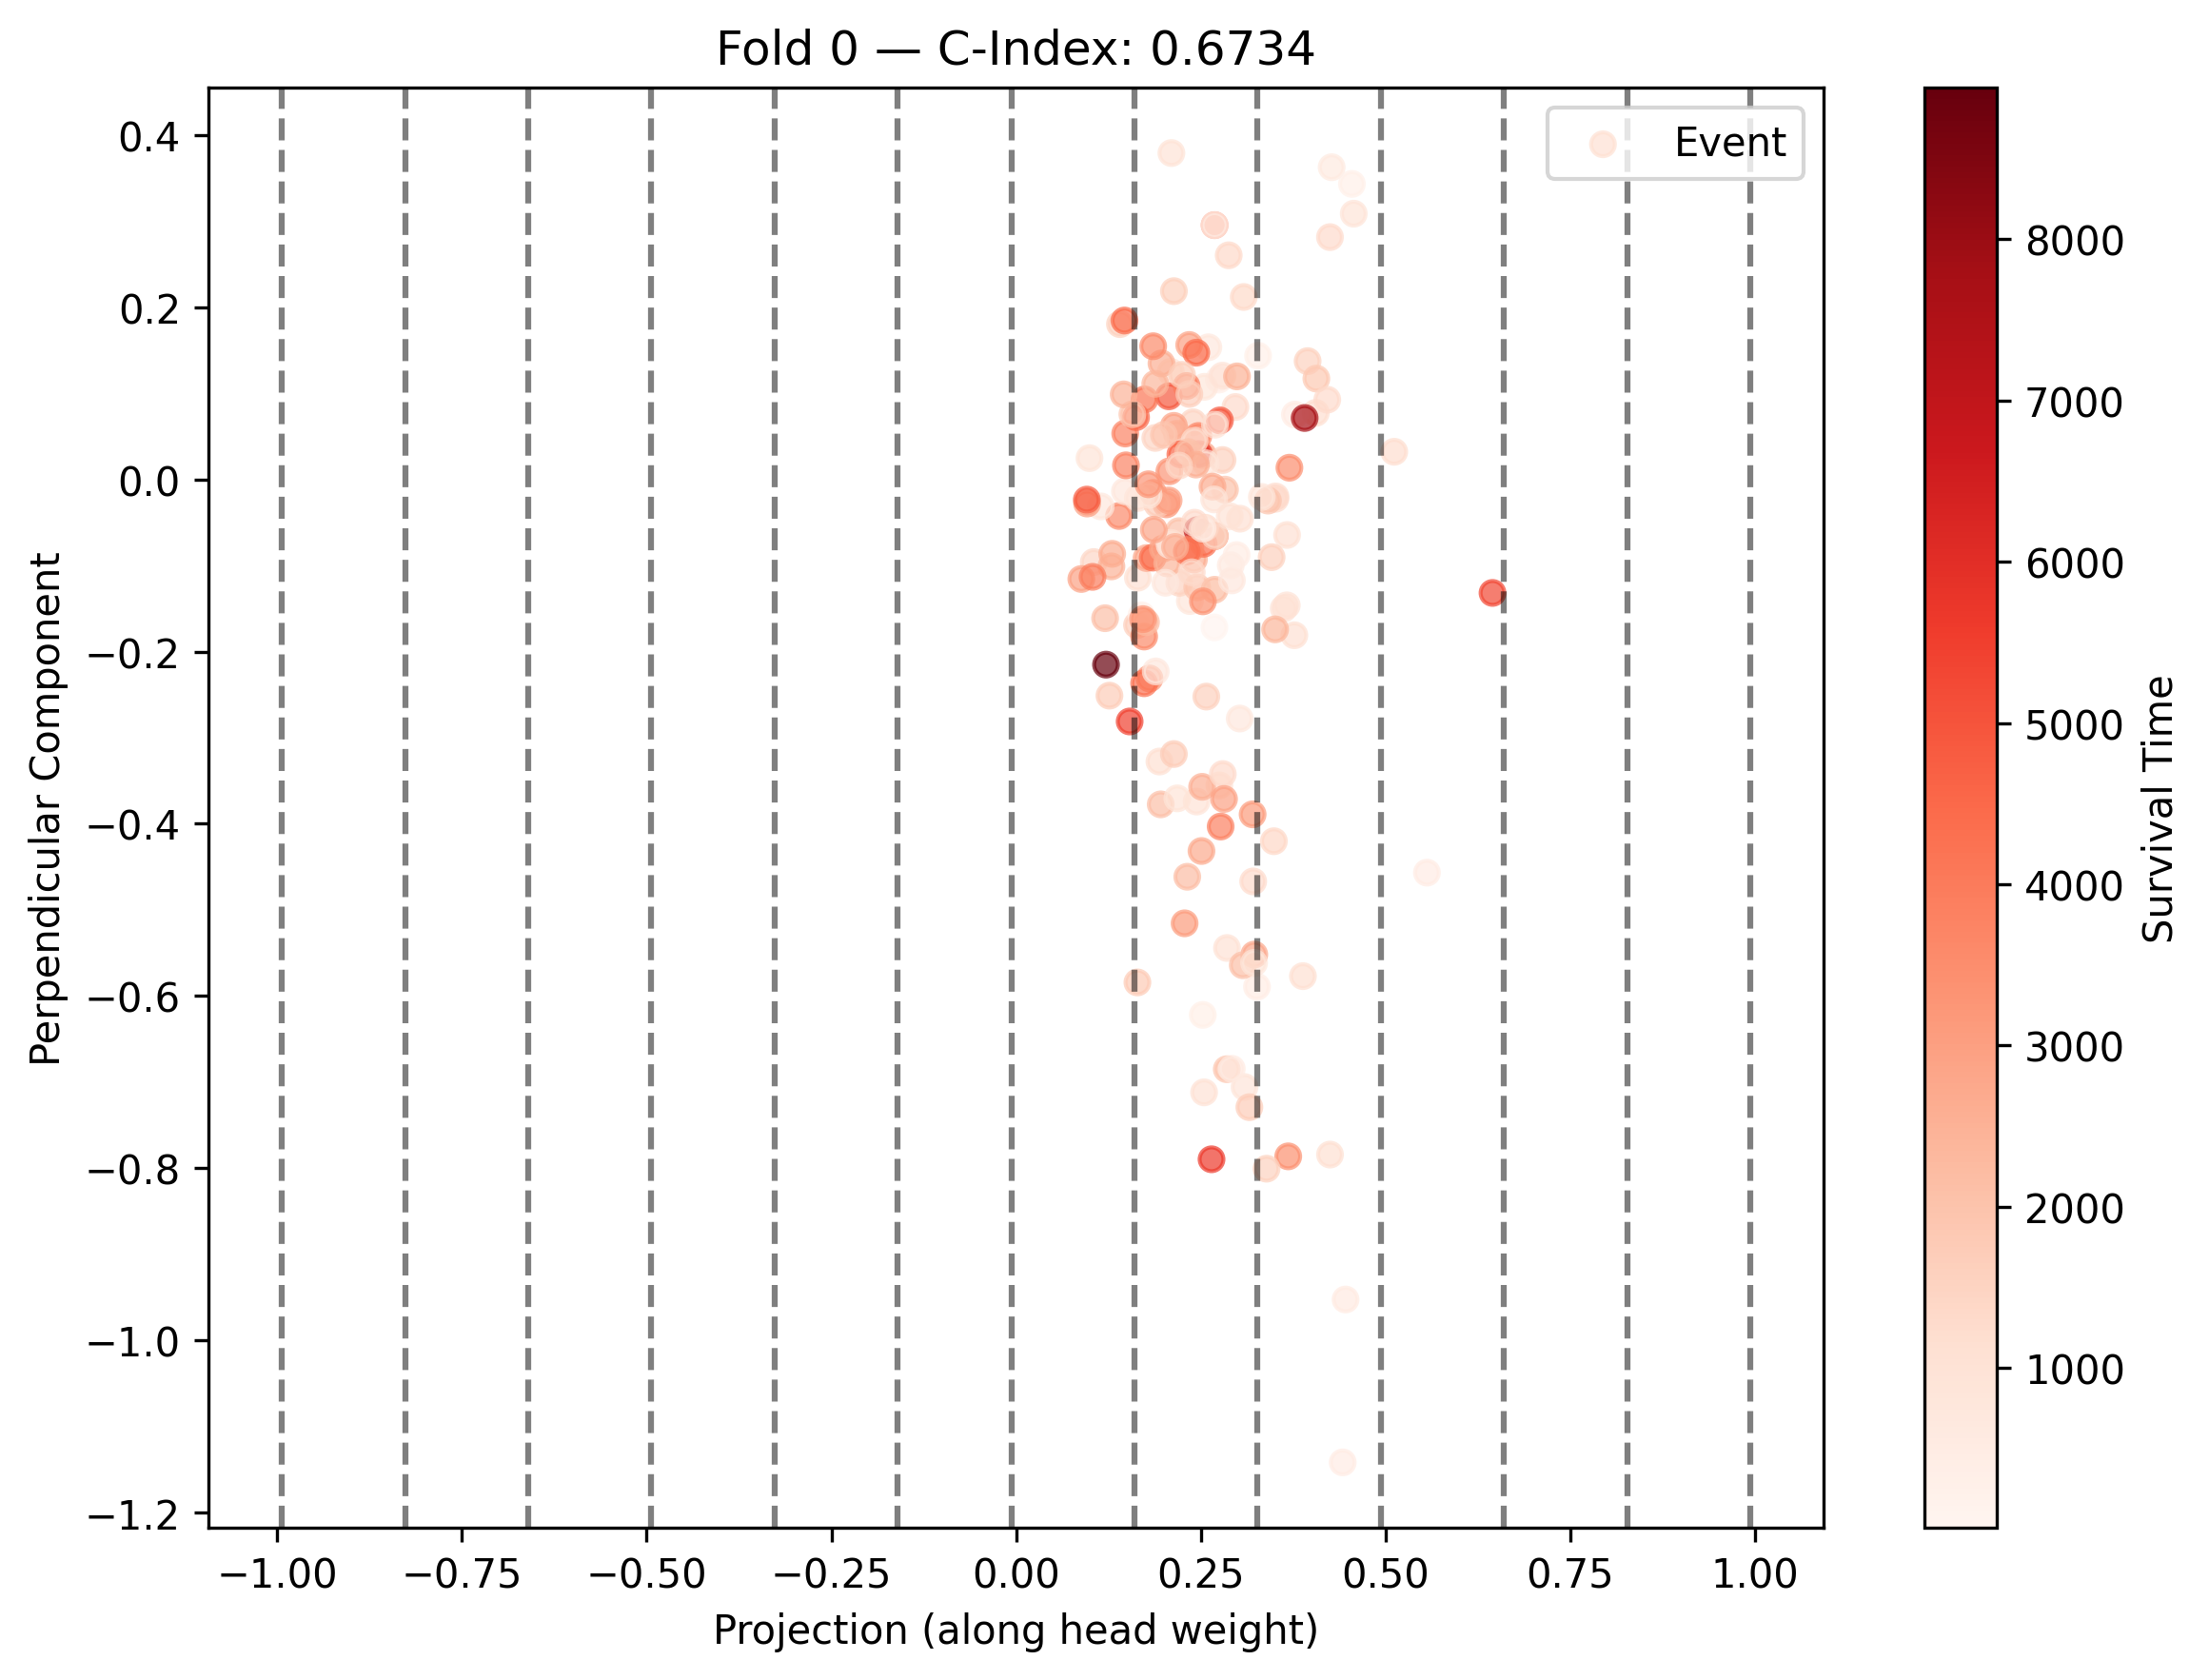 Fold 0 — C-Index: 0.6734
Event
0.4
0.2
0.0
−0.2
−0.4
−0.6
−0.8
−1.0
−1.2
Perpendicular Component
−1.00 −0.75 −0.50 −0.25 0.00 0.25 0.50 0.75 1.00
Projection (along head weight)
8000
7000
6000
5000
4000
3000
2000
1000
Survival Time